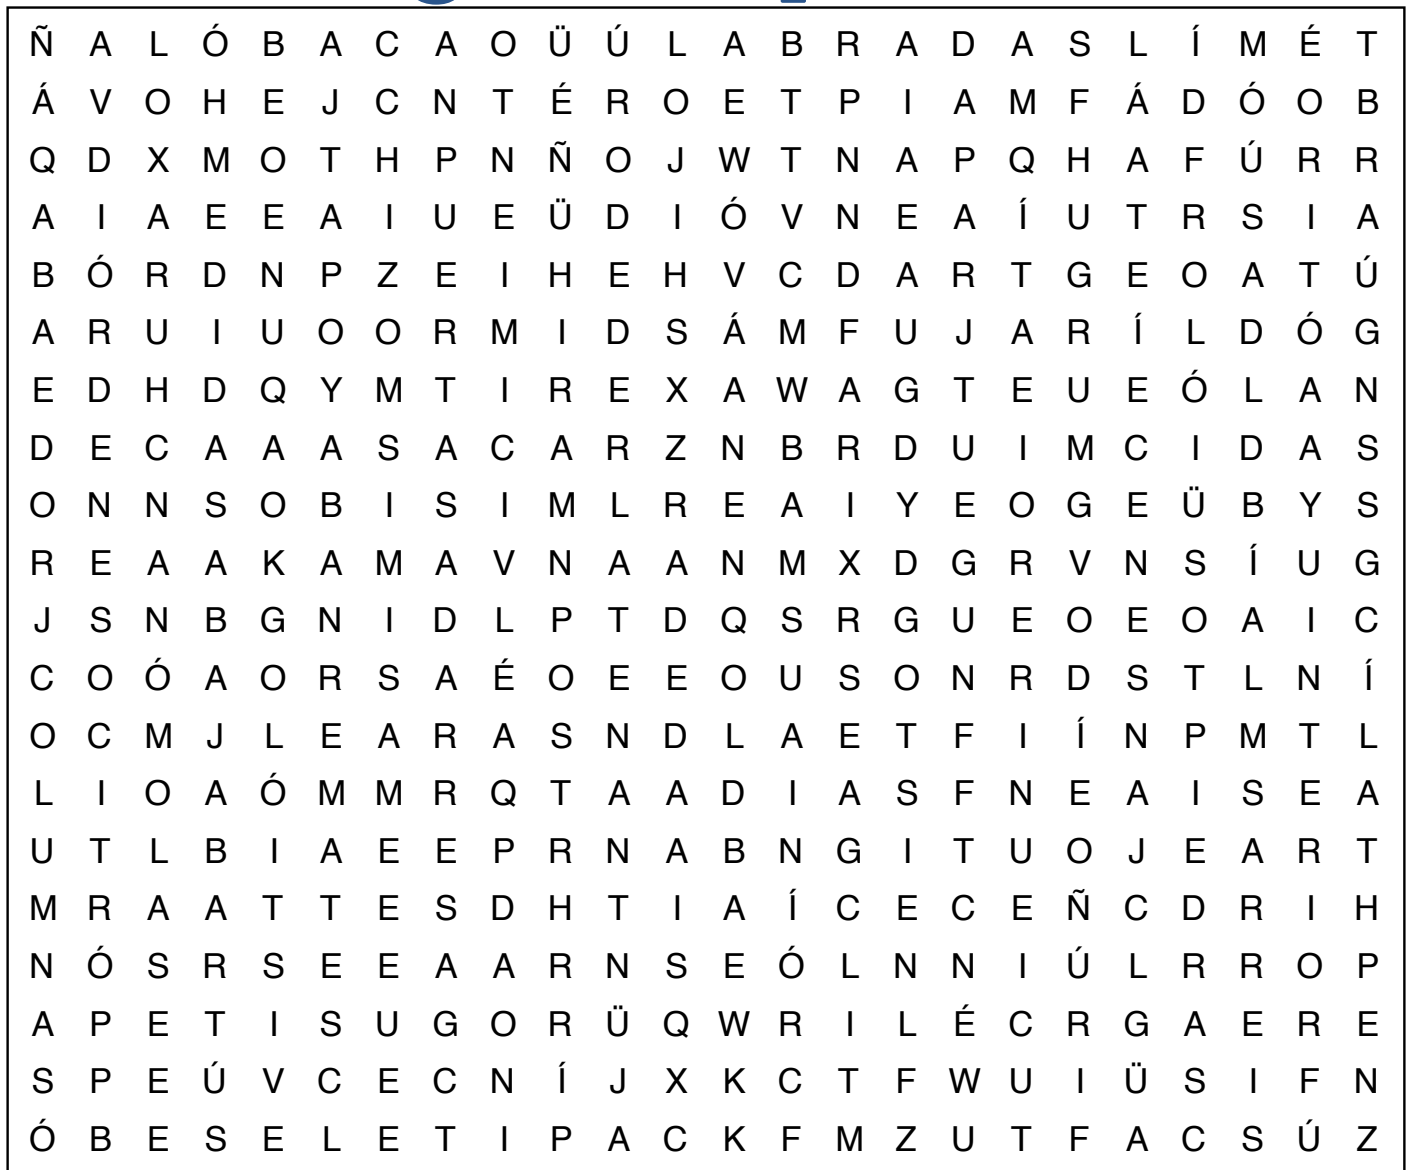 Ñ A L Ó B A C A O Ü Ú L A B R A D A S L Í M É T
Á V O H E J C N T É R O E T P I A M F Á D Ó O B
Q D X M O T H P N Ñ O J W T N A P Q H A F Ú R R
A I A E E A I U E Ü D I Ó V N E A Í U T R S I A
B Ó R D N P Z E I H E H V C D A R T G E O A T Ú
A R U I U O O R M I D S Á M F U J A R Í L D Ó G
E D H D Q Y M T I R E X A W A G T E U E Ó L A N
D E C A A A S A C A R Z N B R D U I M C I D A S
O N N S O B I S I M L R E A I Y E O G E Ü B Y S
R E A A K A M A V N A A N M X D G R V N S Í U G
J S N B G N I D L P T D Q S R G U E O E O A I C
C O Ó A O R S A É O E E O U S O N R D S T L N Í
O C M J L E A R A S N D L A E T F I Í N P M T L
L I O A Ó M M R Q T A A D I A S F N E A I S E A
U T L B I A E E P R N A B N G I T U O J E A R T
M R A A T T E S D H T I A Í C E C E Ñ C D R I H
N Ó S R S E E A A R N S E Ó L N N I Ú L R R O P
A P E T I S U G O R Ü Q W R I L É C R G A E R E
S P E Ú V C E C N Í J X K C T F W U I Ü S I F N
Ó B E S E L E T I P A C K F M Z U T F A C S Ú Z